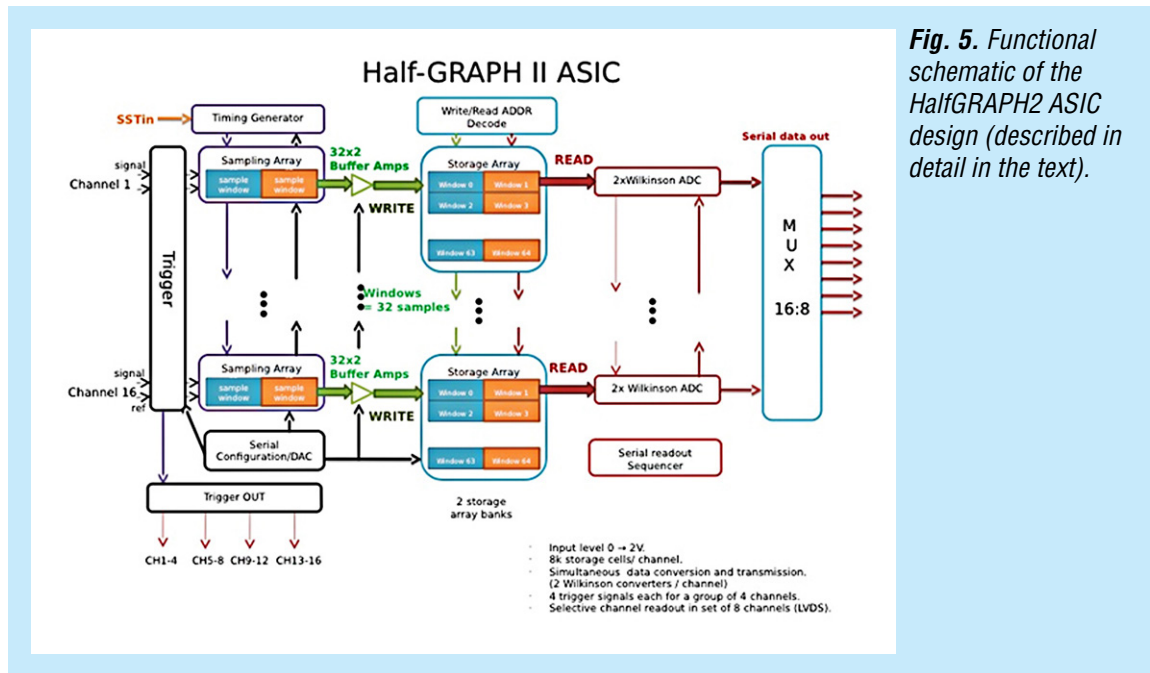 Half-GRAPH II ASIC
SSTin
Timing Generator
Write/Read ADDR
Decode
Serial data out
signal
Channel 1
Trigger
Sampling Array
sample
window
sample
window
32x2
Buffer Amps
WRITE
Storage Array
Window 0
Window 1
Window 2
Window 3
Window 63
Window 64
READ
2xWilkinson ADC
M
U
X
16:8
Windows
= 32 samples
signal
Channel 16
ref
Sampling Array
sample
window
sample
window
32x2
Buffer Amps
WRITE
Storage Array
Window 0
Window 1
Window 2
Window 3
Window 63
Window 64
READ
2x Wilkinson ADC
Serial
Configuration/DAC
Serial readout
Sequencer
Trigger OUT
2 storage
array banks
CH1-4
CH5-8
CH9-12
CH13-16
· Input level 0 → 2V.
· 8k storage cells/ channel.
· Simultaneous data conversion and transmission.
(2 Wilkinson converters / channel)
· 4 trigger signals each for a group of 4 channels.
· Selective channel readout in set of 8 channels (LVDS).
Fig. 5. Functional
schematic of the
HalfGRAPH2 ASIC
design (described in
detail in the text).